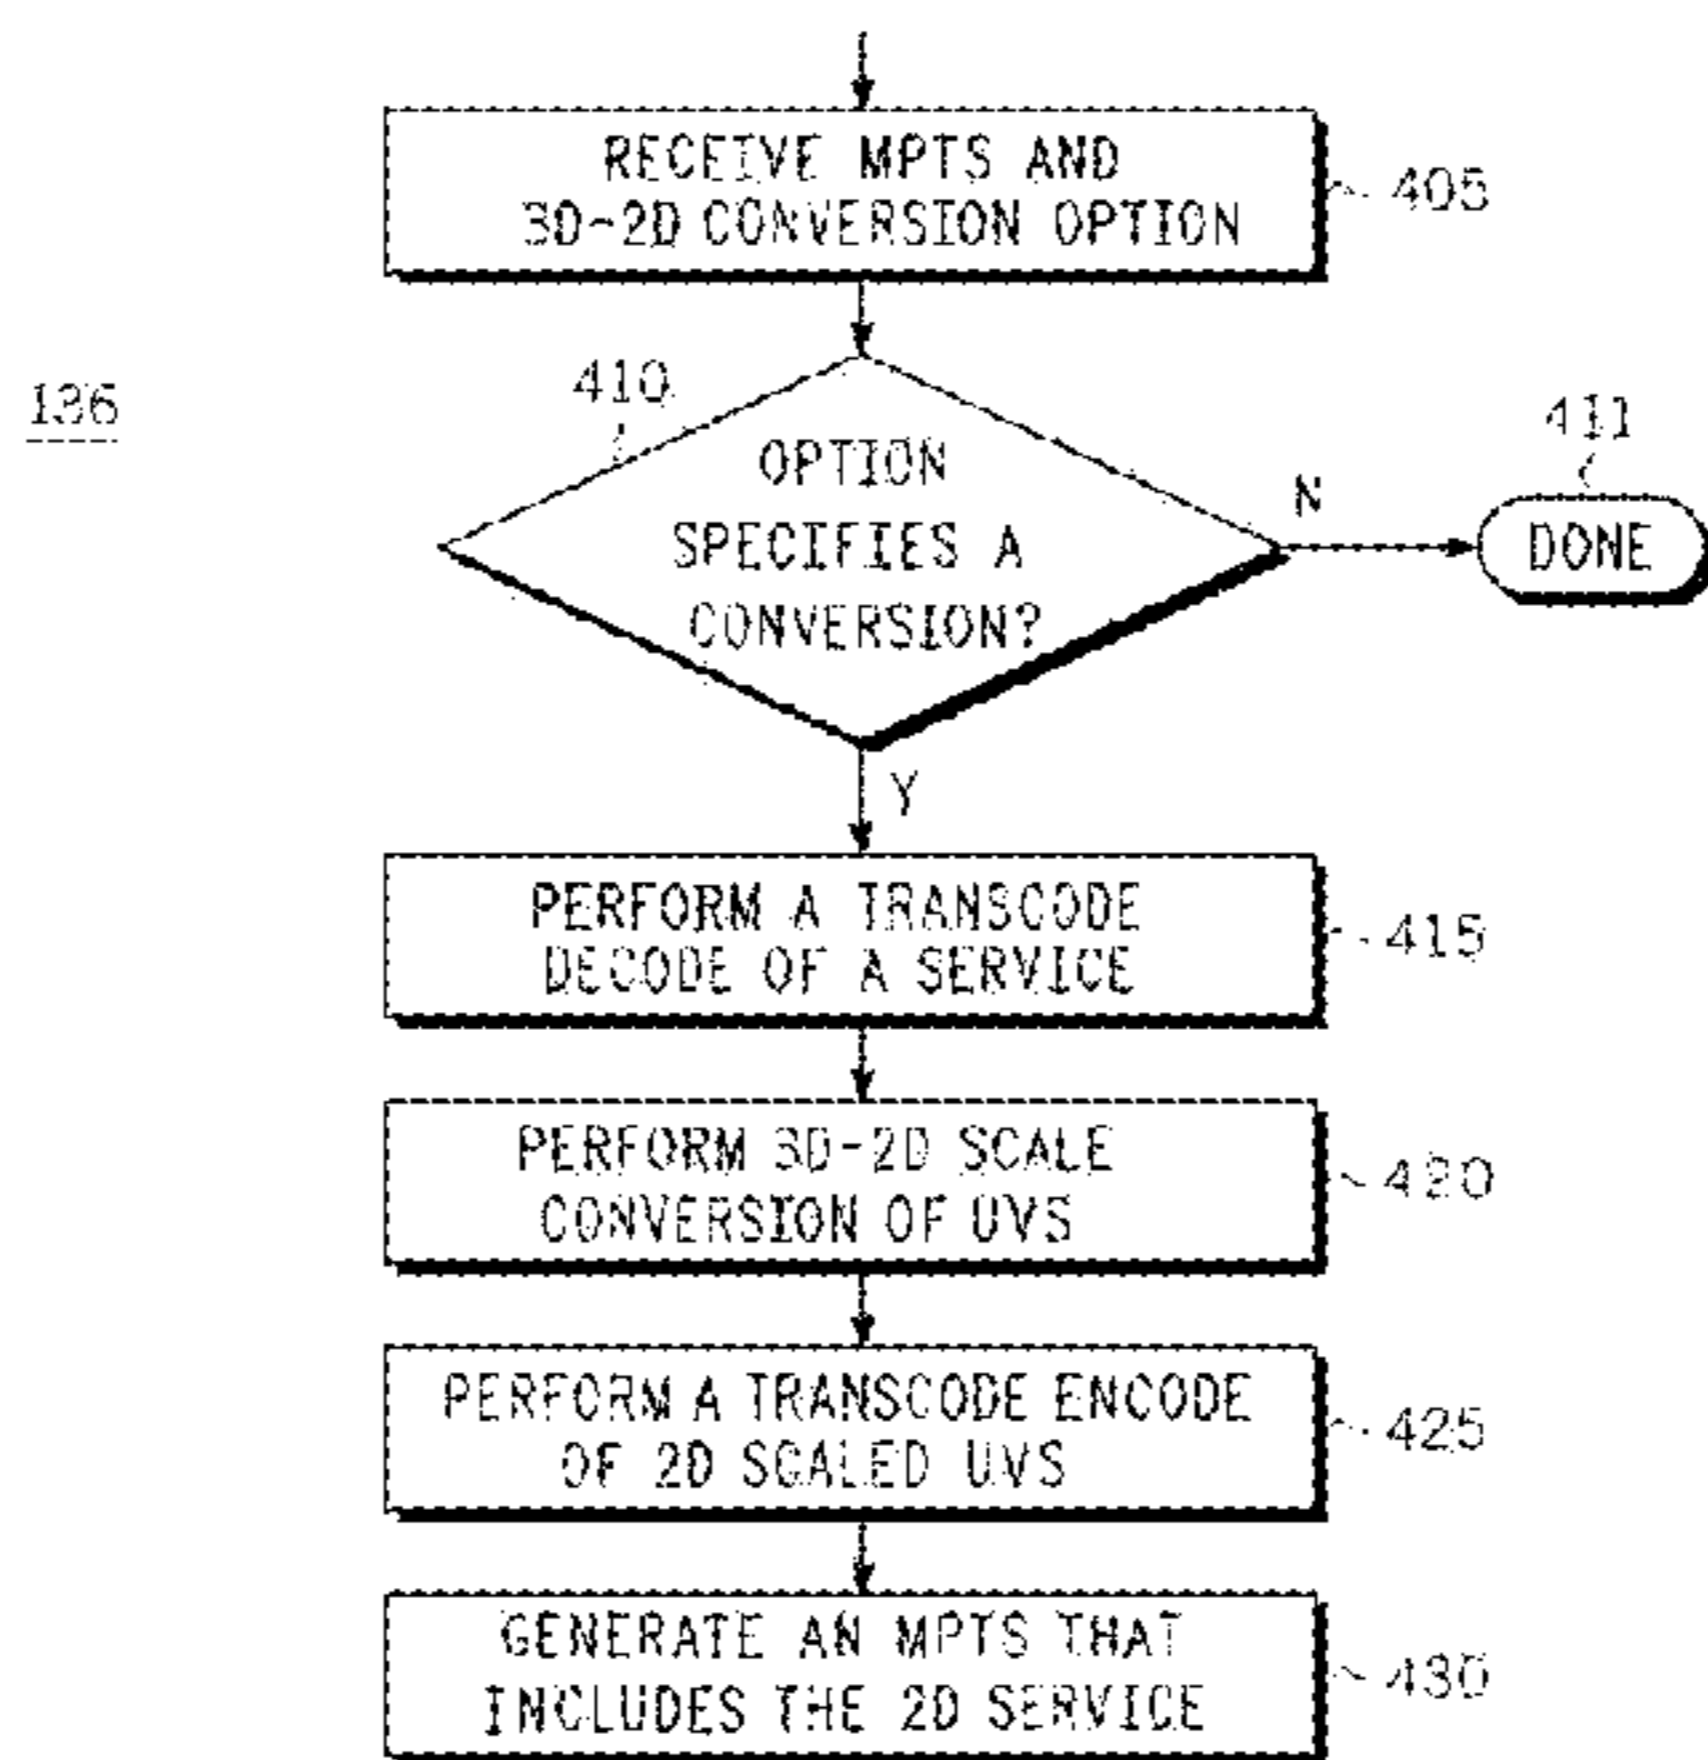 RECEIVE MPTS AND
3D-2D CONVERSION OPTION
405
136
410
OPTION
SPECIFIES A
CONVERSION?
N
411
DONE
Y
PERFORM A TRANSCODE
DECODE OF A SERVICE
415
PERFORM 3D-2D SCALE
CONVERSION OF UVS
420
PERFORM A TRANSCODE ENCODE
OF 2D SCALED UVS
425
GENERATE AN MPTS THAT
INCLUDES THE 2D SERVICE
430